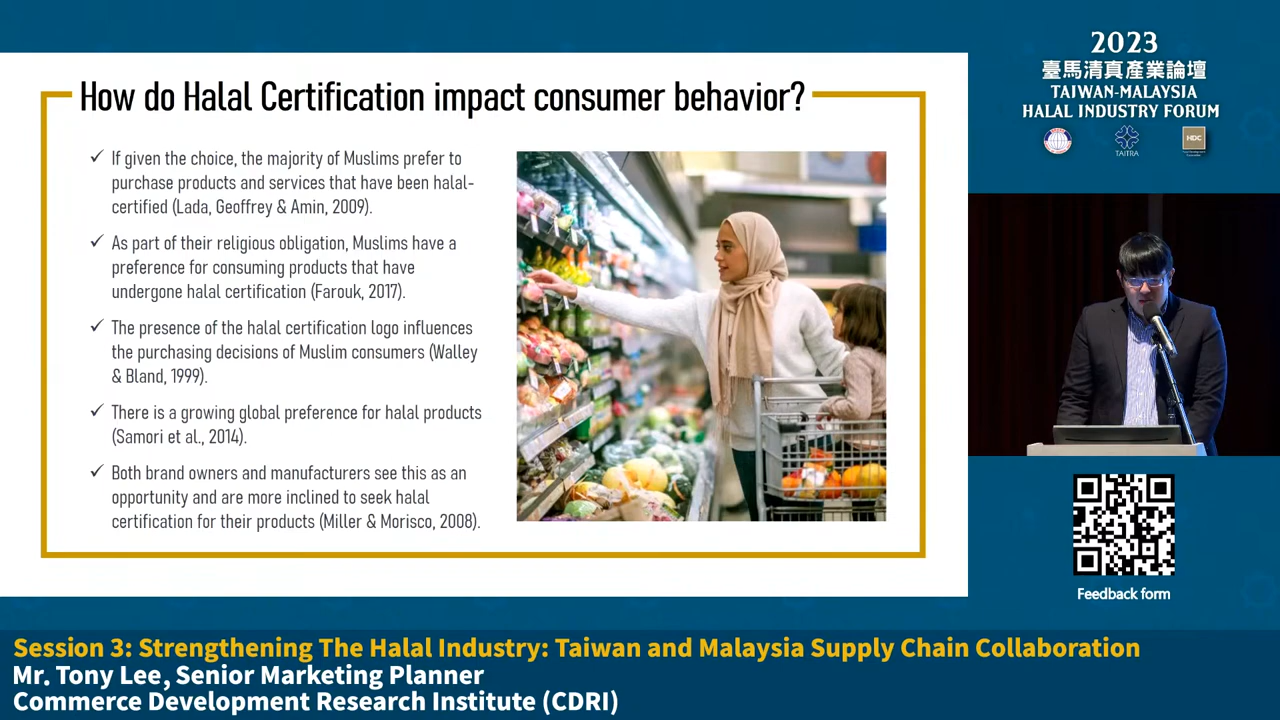 How do Halal Certification impact consumer behavior?
If given the choice, the majority of Muslims prefer to
purchase products and services that have been halal-
certified (Lada, Geoffrey & Amin, 2009).
As part of their religious obligation, Muslims have a
preference for consuming products that have
undergone halal certification (Farouk, 2017).
The presence of the halal certification logo influences
the purchasing decisions of Muslim consumers (Walley
& Bland, 1999).
There is a growing global preference for halal products
(Samori et al., 2014).
Both brand owners and manufacturers see this as an
opportunity and are more inclined to seek halal
certification for their products (Miller & Morisco, 2008).
2023
臺馬清真產業論壇
TAIWAN-MALAYSIA
HALAL INDUSTRY FORUM
TAITRA
HDC
Feedback form
Session 3: Strengthening The Halal Industry: Taiwan and Malaysia Supply Chain Collaboration
Mr. Tony Lee, Senior Marketing Planner
Commerce Development Research Institute (CDRI)